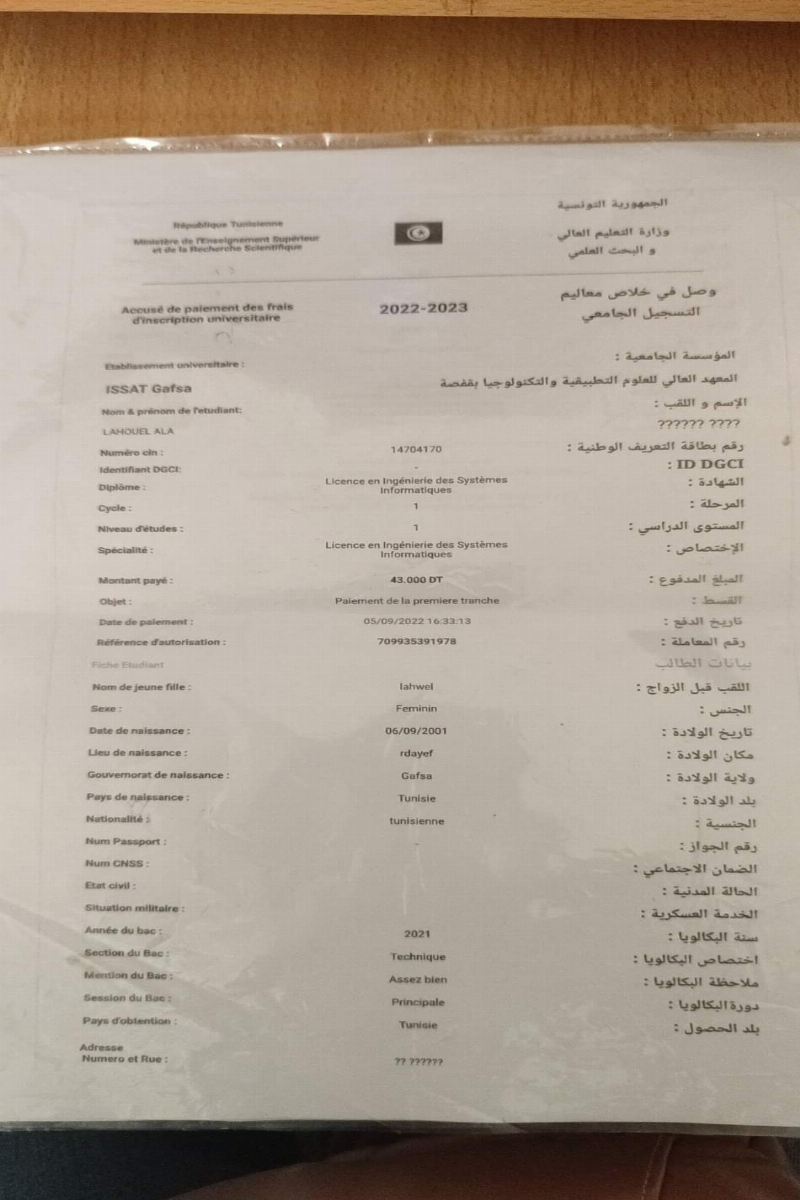 الجمهورية التونسية
République Tunisienne
وزارة التعليم العالي
Ministère de l'Enseignement Supérieur
et de la Recherche Scientifique
و البحث العلمي
وصل في خلاص معاليم
Accusé de paiement des frais 2022-2023
d'inscription universitaire
التسجيل الجامعي
Etablissement universitaire : المؤسسة الجامعية :
ISSAT Gafsa المعهد العالي للعلوم التطبيقية والتكنولوجيا بقفصة
Nom & prénom de l'etudiant: الإسم و اللقب :
LAHOUEL ALA ?????? ????
Numéro cin : 14704170 رقم بطاقة التعريف الوطنية :
Identifiant DGCI: - ID DGCI :
Diplôme : Licence en Ingénierie des Systèmes الشهادة :
Informatiques
Cycle : 1 المرحلة :
Niveau d'études : 1 المستوى الدراسي :
Spécialité : Licence en Ingénierie des Systèmes الإختصاص :
Informatiques
Montant payé : 43.000 DT المبلغ المدفوع :
Objet : Paiement de la premiere tranche القسط :
Date de paiement : 05/09/2022 16:33:13 تاريخ الدفع :
Référence d'autorisation : 709935391978 رقم المعاملة :
Fiche Etudiant بيانات الطالب
Nom de jeune fille : lahwel اللقب قبل الزواج :
Sexe : Feminin الجنس :
Date de naissance : 06/09/2001 تاريخ الولادة :
Lieu de naissance : rdayef مكان الولادة :
Gouvernorat de naissance : Gafsa ولاية الولادة :
Pays de naissance : Tunisie بلد الولادة :
Nationalité : tunisienne الجنسية :
Num Passport : - رقم الجواز :
Num CNSS : الضمان الاجتماعي :
Etat civil : الحالة المدنية :
Situation militaire : الخدمة العسكرية :
Année du bac : 2021 سنة البكالويا :
Section du Bac : Technique اختصاص البكالويا :
Mention du Bac : Assez bien ملاحظة البكالويا :
Session du Bac : Principale دورة البكالويا :
Pays d'obtention : Tunisie بلد الحصول :
Adresse
Numero et Rue : ?? ??????